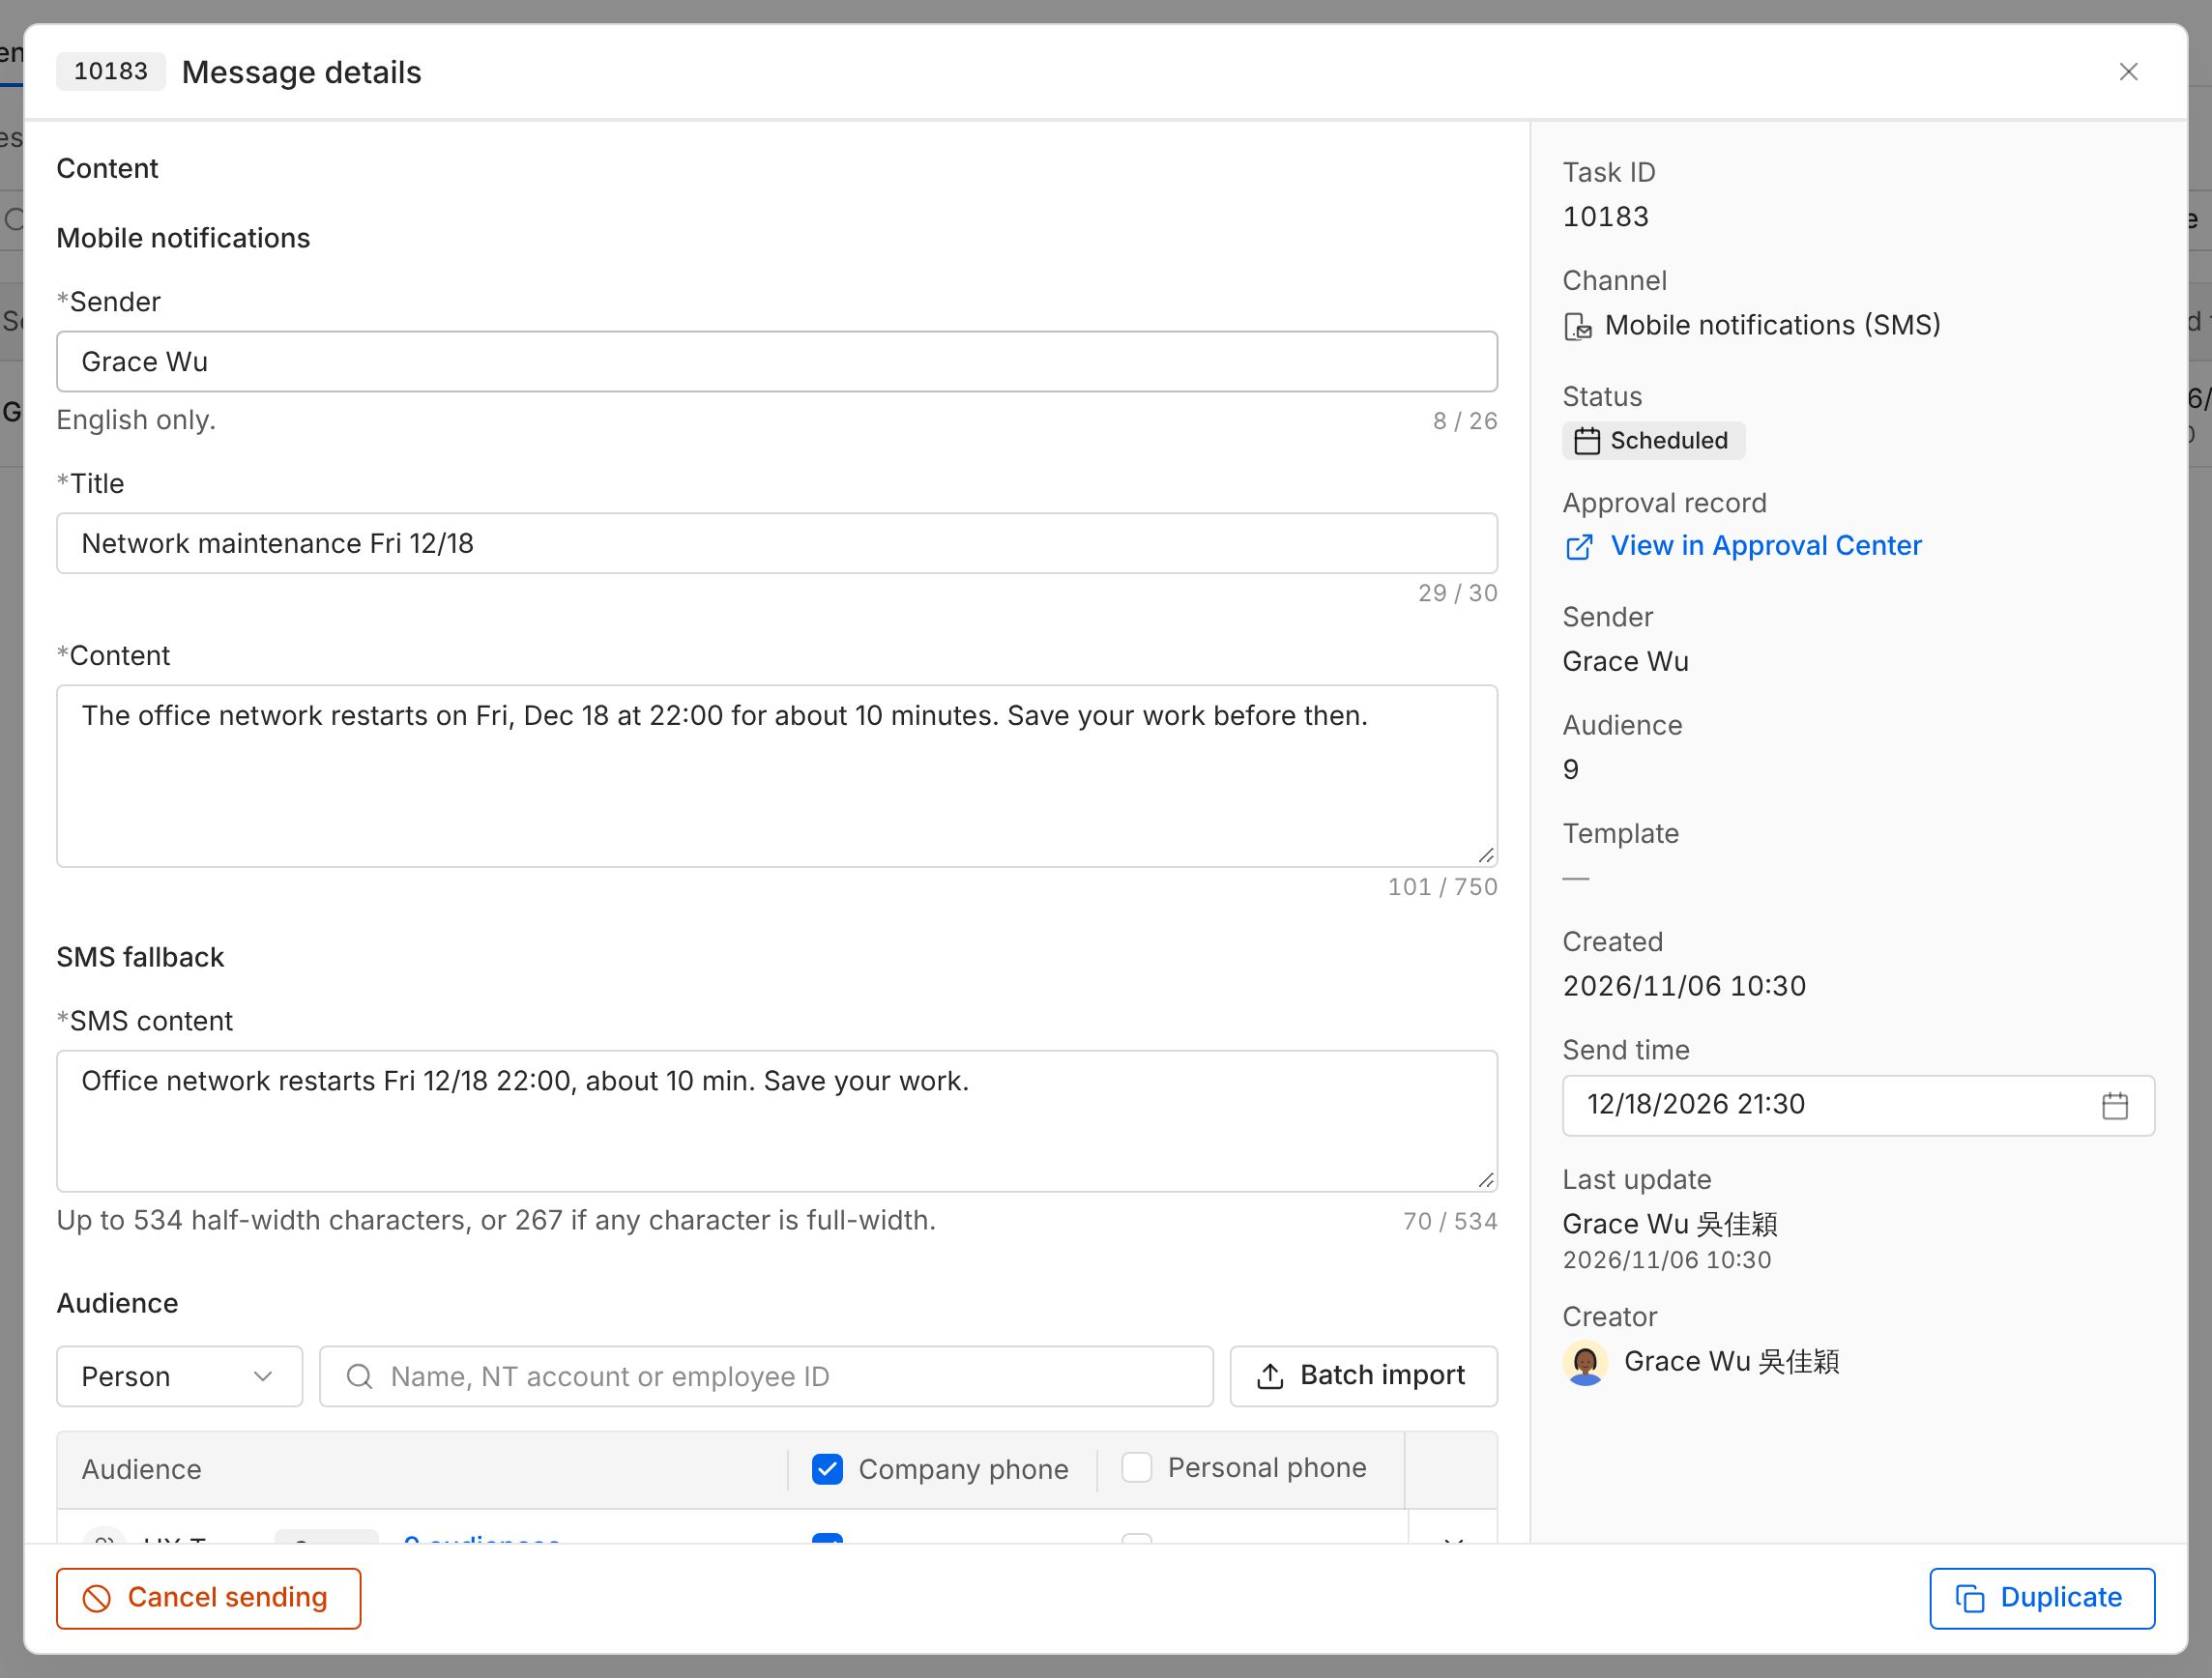 10183 Message details
Content
Mobile notifications
*Sender
Grace Wu
English only.
8 / 26
*Title
Network maintenance Fri 12/18
29 / 30
*Content
The office network restarts on Fri, Dec 18 at 22:00 for about 10 minutes. Save your work before then.
101 / 750
SMS fallback
*SMS content
Office network restarts Fri 12/18 22:00, about 10 min. Save your work.
Up to 534 half-width characters, or 267 if any character is full-width.
70 / 534
Audience
Person
Name, NT account or employee ID
Batch import
Audience
Company phone
Personal phone
Cancel sending
Duplicate
Task ID
10183
Channel
Mobile notifications (SMS)
Status
Scheduled
Approval record
View in Approval Center
Sender
Grace Wu
Audience
9
Template
—
Created
2026/11/06 10:30
Send time
12/18/2026 21:30
Last update
Grace Wu 吳佳穎
2026/11/06 10:30
Creator
Grace Wu 吳佳穎